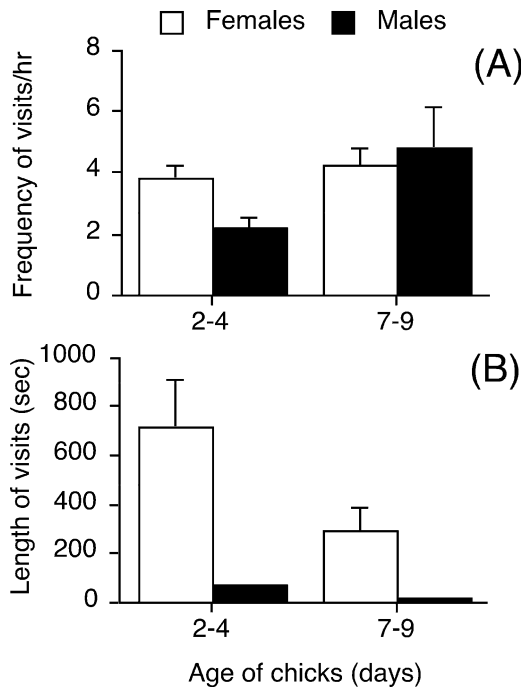 Females Males
(A)
Frequency of visits/hr
8
6
4
2
0
2-4 7-9
(B)
Length of visits (sec)
1000
800
600
400
200
0
2-4 7-9
Age of chicks (days)